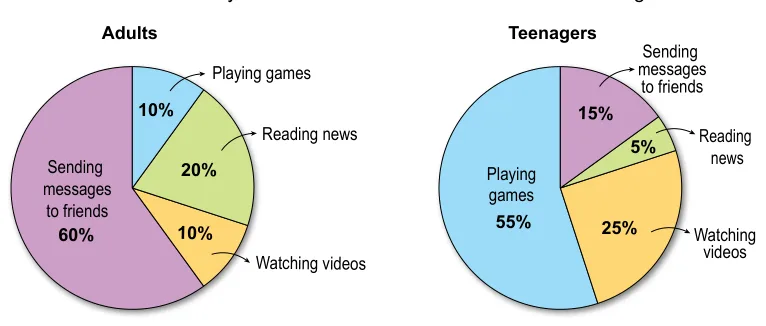 Adults
Playing games
10%
Reading news
20%
Sending
messages
to friends
60%
10%
Watching videos
Teenagers
Sending
messages
to friends
15%
Reading
news
5%
Playing
games
55%
25%
Watching
videos